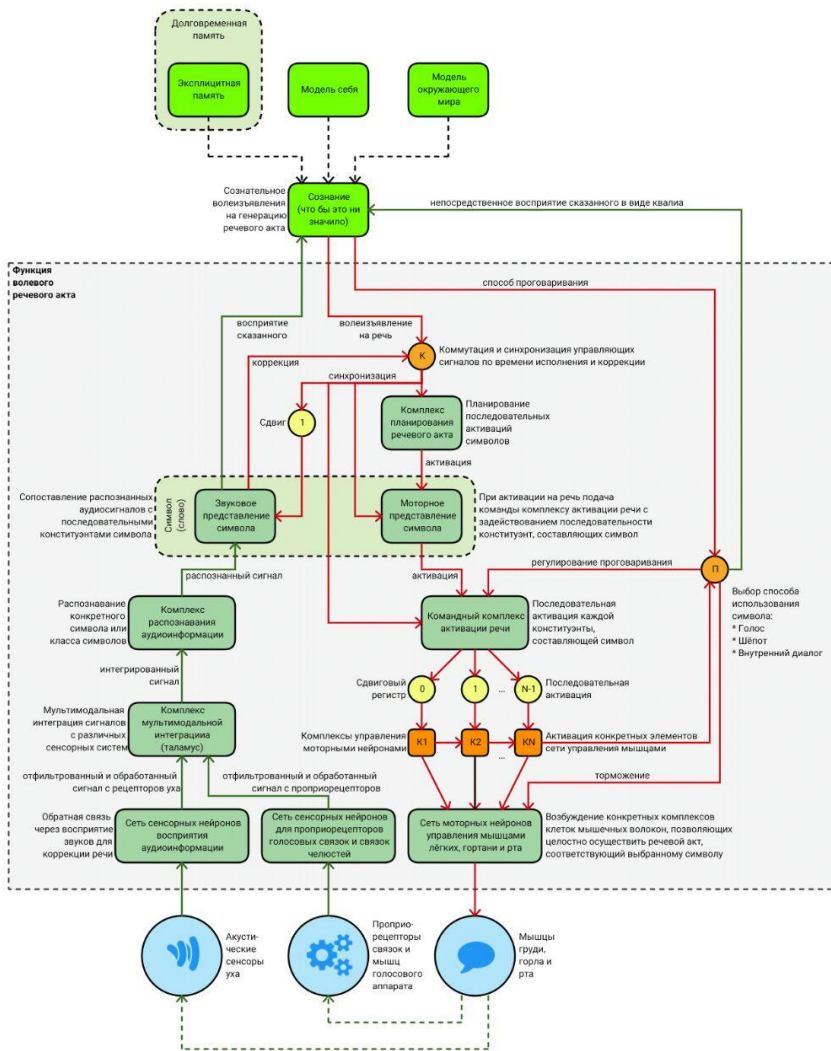 Долговременная
память
Эксплицитная
память
Модель себя
Модель
окружающего
мира
Сознательное
волеизъявления
на генерацию
речевого акта
Сознание
(что бы это ни
значило)
непосредственное восприятие сказанного в виде квалиа
Функция
волевого
речевого акта
способ проговаривания
восприятие
сказанного
волеизъявление
на речь
коррекция
К
Коммутация и синхронизация управляющих
сигналов по времени исполнения и коррекции
синхронизация
Сдвиг
1
Комплекс
планирования
речевого акта
Планирование
последовательных
активаций
символов
активация
Сопоставление распознанных
аудиосигналов с
последовательными
конституэнтами символа
Символ
(слово)
Звуковое
представление
символа
Моторное
представление
символа
При активации на речь подача
команды комплексу активации речи с
задействованием последовательности
конституэнт, составляющих символ
распознанный сигнал
активация
регулирование проговаривания
П
Выбор способа
использования
символа:
* Голос
* Шёпот
* Внутренний диалог
Распознавание
конкретного
символа или
класса символов
Комплекс
распознавания
аудиоинформации
Командный комплекс
активации речи
Последовательная
активация каждой
конституэнты,
составляющей символ
интегрированный
сигнал
Сдвиговый
регистр
0
1
...
N-1
Последовательная
активация
Мультимодальная
интеграция сигналов
с различных
сенсорных систем
Комплекс
мультимодальной
интеграцииа
(таламус)
Комплексы управления
моторными нейронами
К1
К2
...
КN
Активация конкретных элементов
сети управления мышцами
отфильтрованный и обработанный
сигнал с рецепторов уха
отфильтрованный и обработанный
сигнал с проприорецепторов
торможение
Обратная связь
через восприятие
звуков для
коррекции речи
Сеть сенсорных нейронов
восприятия
аудиоинформации
Сеть сенсорных нейронов
для проприорецепторов
голосовых связок и связок
челюстей
Сеть моторных нейронов
управления мышцами
лёгких, гортани и рта
Возбуждение конкретных комплексов
клеток мышечных волокон, позволяющих
целостно осуществить речевой акт,
соответствующий выбранному символу
Акусти-
ческие
сенсоры
уха
Проприо-
рецепторы
связок и
мышц
голосового
аппарата
Мышцы
груди,
горла и
рта